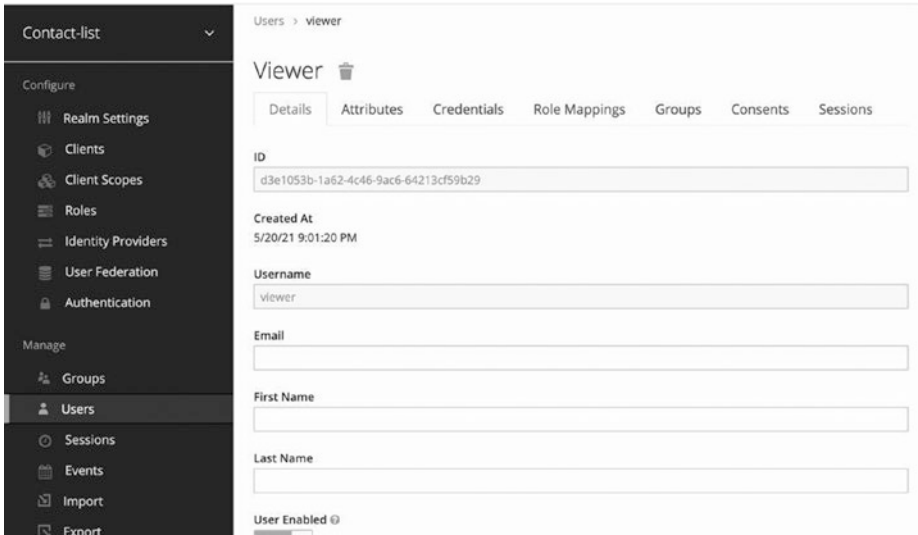 Contact-list
Configure
Realm Settings
Clients
Client Scopes
Roles
Identity Providers
User Federation
Authentication
Manage
Groups
Users
Sessions
Events
Import
Export
Users > viewer
Viewer
Details Attributes Credentials Role Mappings Groups Consents Sessions
ID
d3e1053b-1a62-4c46-9ac6-64213cf59b29
Created At
5/20/21 9:01:20 PM
Username
viewer
Email
First Name
Last Name
User Enabled